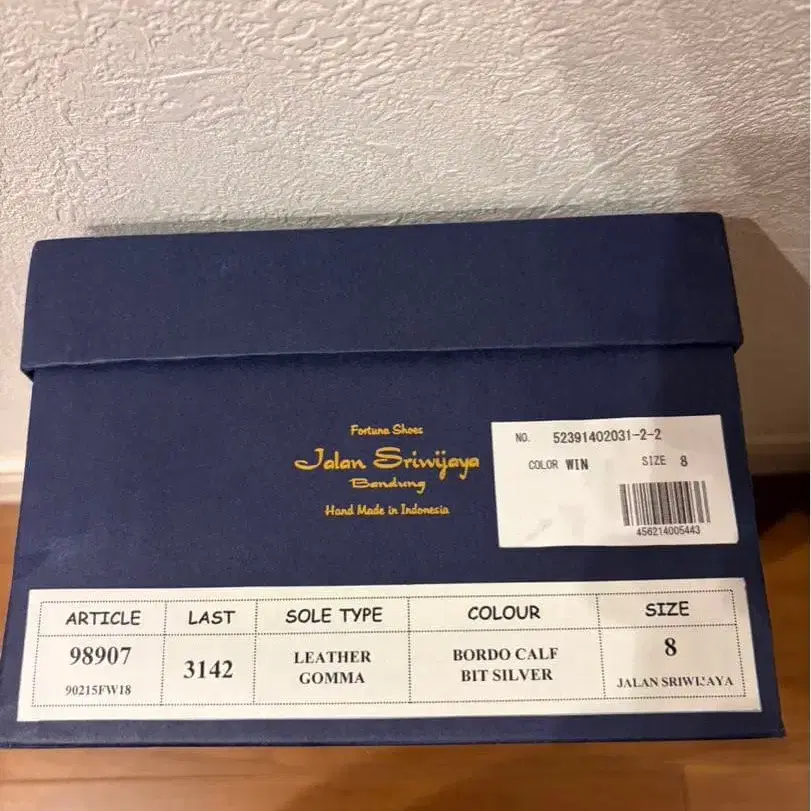 Fortuna Shoes
Jalan Sriwijaya
Bandung
Hand Made in Indonesia
NO. 52391402031-2-2
COLOR WIN SIZE 8
456214005443
ARTICLE LAST SOLE TYPE COLOUR SIZE
98907 3142 LEATHER BORDO CALF 8
90215FW18 GOMMA BIT SILVER JALAN SRIWIJAYA